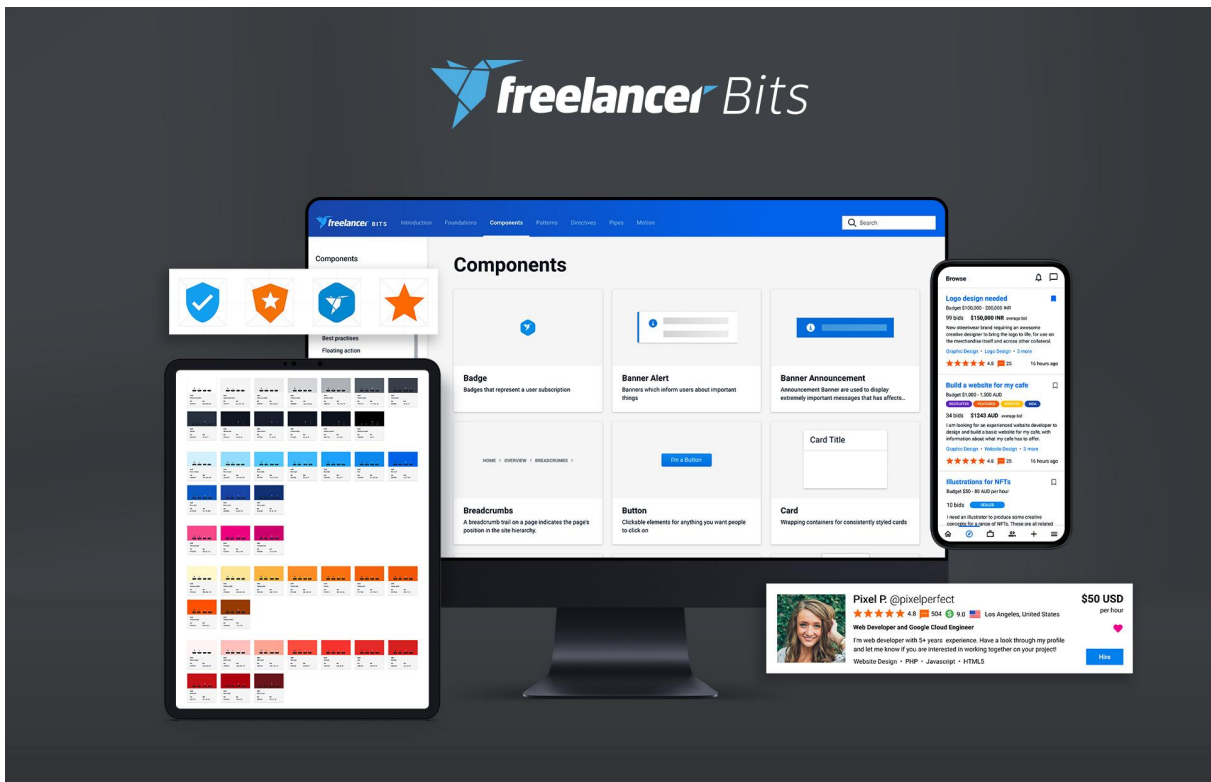 freelancer Bits
freelancer BITS Introduction Foundations Components Patterns Directives Pipes Motion Search
Components
Best practises
Floating action
Components
Badge
Badges that represent a user subscription
Banner Alert
Banners which inform users about important
things
Banner Announcement
Announcement Banner are used to display
extremely important messages that has affects...
HOME > OVERVIEW > BREADCRUMBS >
Breadcrumbs
A breadcrumb trail on a page indicates the page's
position in the site hierarchy.
I'm a Button
Button
Clickable elements for anything you want people
to click on
Card Title
Card
Wrapping containers for consistently styled cards
Browse
Logo design needed
Budget $100,000 - 200,000 INR
99 bids $150,000 INR average bid
New streetwear brand requiring an awesome
creative designer to bring the logo to life, for use on
the merchandise itself and across other collateral.
Graphic Design • Logo Design • 3 more
4.8 25 16 hours ago
Build a website for my cafe
Budget $1,000 - 1,500 AUD
RECRUITER FEATURED URGENT NDA
34 bids $1243 AUD average bid
I am looking for an experienced website developer to
design and build a basic website for my cafe, with
information about what my cafe has to offer.
Graphic Design • Website Design • 3 more
4.8 25 16 hours ago
Illustrations for NFTs
Budget $50 - 80 AUD per hour
10 bids SEALED
I need an illustrator to produce some creative
concepts for a range of NFTs. These are all related
Pixel P. @pixelperfect
4.8 504 9.0 Los Angeles, United States
Web Developer and Google Cloud Engineer
I'm web developer with 5+ years experience. Have a look through my profile
and let me know if you are interested in working together on your project!
Website Design • PHP • Javascript • HTML5
$50 USD
per hour
Hire